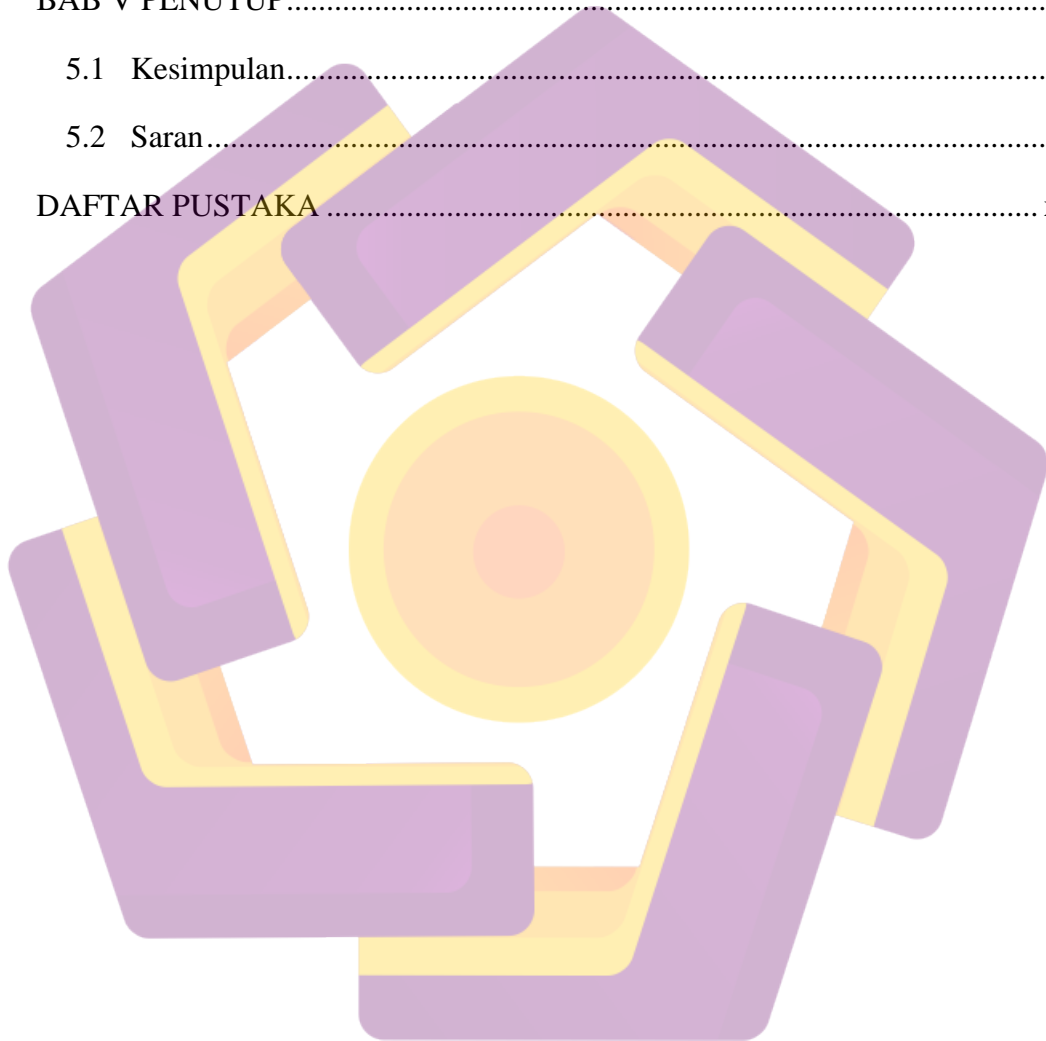 BAB V PENUTUP..........................................................................................
5.1 Kesimpulan..........................................................................................
5.2 Saran....................................................................................................
DAFTAR PUSTAKA ........................................................................................